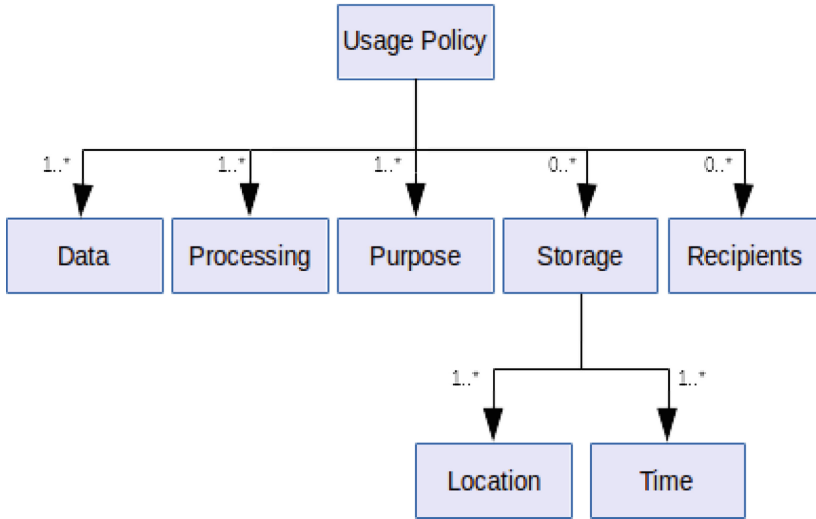 Usage Policy
1..* 1..* 1..* 0..* 0..*
Data Processing Purpose Storage Recipients
1..* 1..*
Location Time